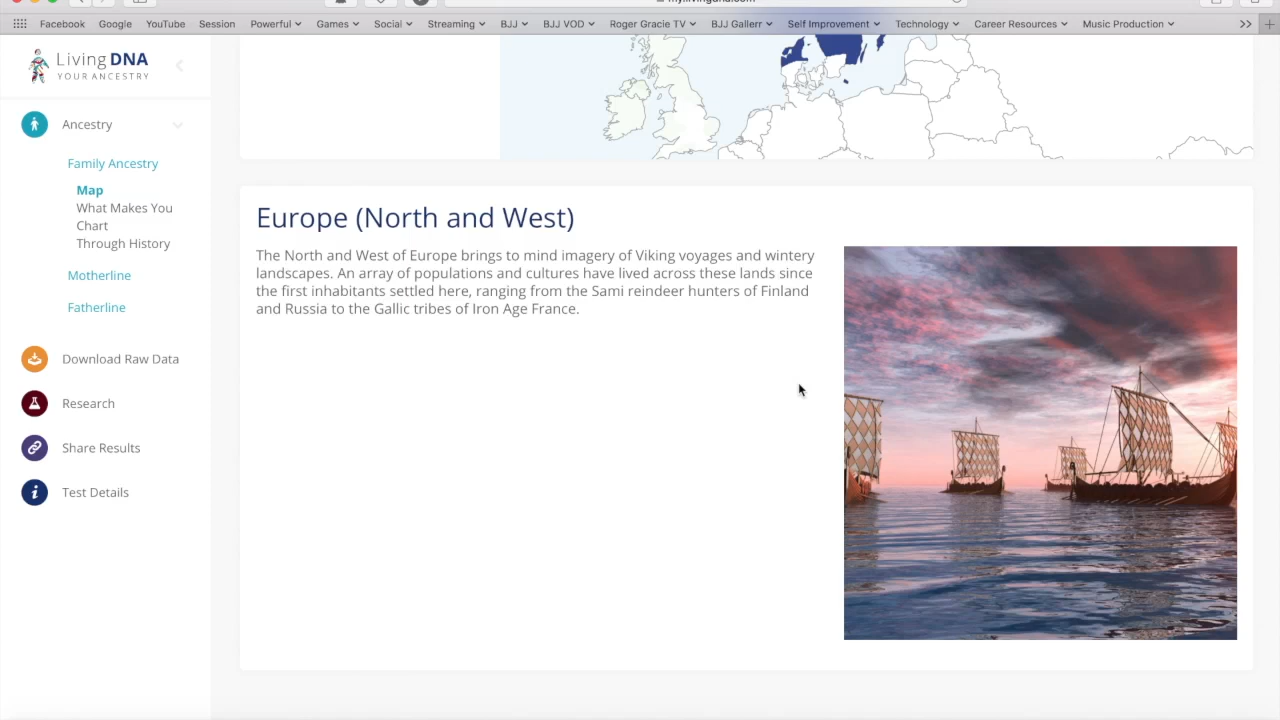 Facebook Google YouTube Session Powerful Games Social Streaming BJJ BJJ VOD Roger Gracie TV BJJ Gallerr Self Improvement Technology Career Resources Music Production
Living DNA
YOUR ANCESTRY
Ancestry
Family Ancestry
Map
What Makes You
Chart
Through History
Motherline
Fatherline
Download Raw Data
Research
Share Results
Test Details
Europe (North and West)
The North and West of Europe brings to mind imagery of Viking voyages and wintery
landscapes. An array of populations and cultures have lived across these lands since
the first inhabitants settled here, ranging from the Sami reindeer hunters of Finland
and Russia to the Gallic tribes of Iron Age France.